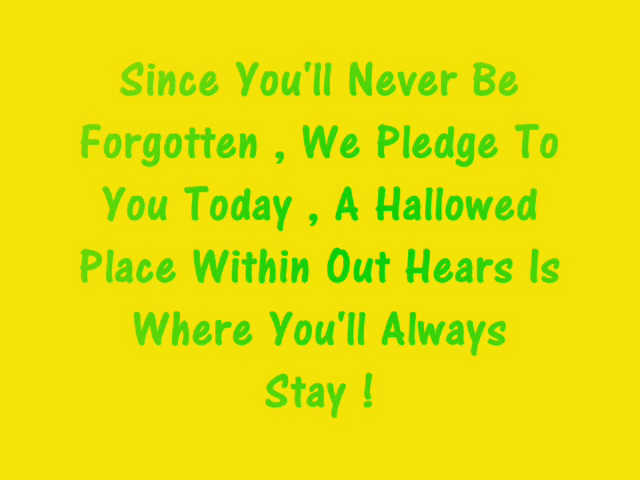 Since You'll Never Be
Forgotten , We Pledge To
You Today , A Hallowed
Place Within Out Hears Is
Where You'll Always
Stay !